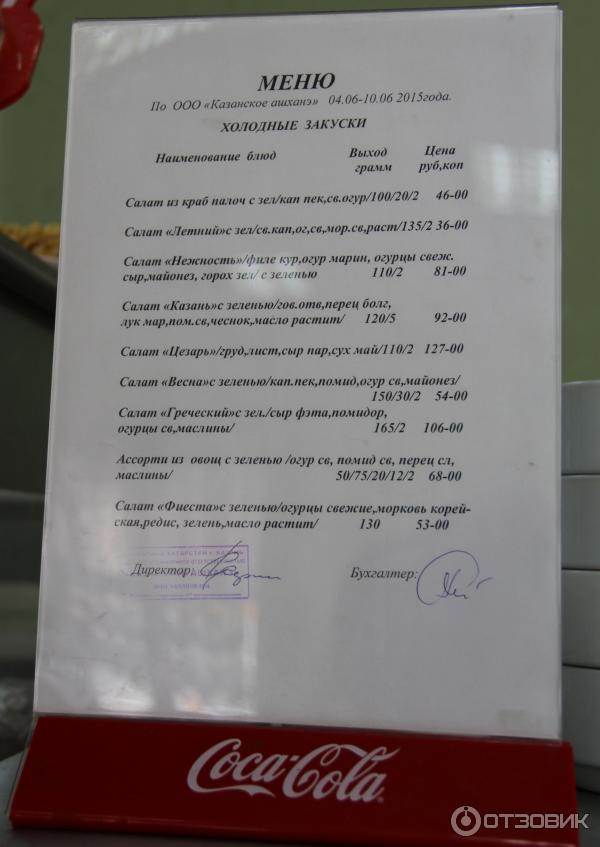 МЕНЮ
По ООО «Казанское ашханэ» 04.06-10.06 2015года.
ХОЛОДНЫЕ ЗАКУСКИ
Наименование блюд Выход Цена
грамм руб,коп
Салат из краб палоч с зел/кап пек,св.огур/100/20/2 46-00
Салат «Летний»с зел/св.кап,ог,св,мор.св,раст/135/2 36-00
Салат «Нежность»/филе кур,огур марин, огурцы свеж.
сыр,майонез, горох зел/ с зеленью 110/2 81-00
Салат «Казань»с зеленью/гов.отв,перец болг,
лук мар,пом.св,чеснок,масло растит/ 120/5 92-00
Салат «Цезарь»/груд,лист,сыр пар,сух май/110/2 127-00
Салат «Весна»с зеленью/кап.пек,помид,огур св,майонез/
150/30/2 54-00
Салат «Греческий»с зел./сыр фэта,помидор,
огурцы св,маслины/ 165/2 106-00
Ассорти из овощ с зеленью /огур св, помид св, перец сл,
маслины/ 50/75/20/12/2 68-00
Салат «Фиеста»с зеленью/огурцы свежие,морковь корей-
ская,редис, зелень,масло растит/ 130 53-00
Директор: Бухгалтер:
Coca-Cola
ОТЗОВИК